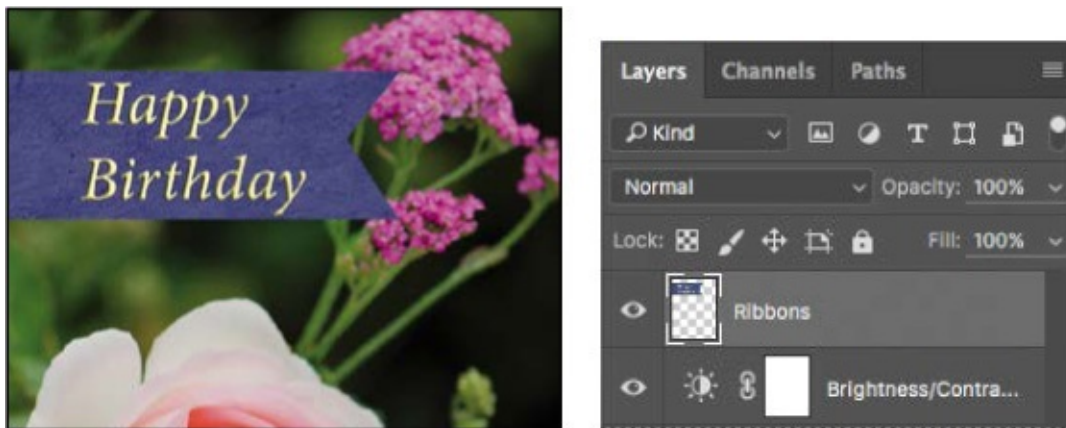 Happy
Birthday
Layers Channels Paths
Kind
Normal Opacity: 100%
Lock: Fill: 100%
Ribbons
Brightness/Contra...